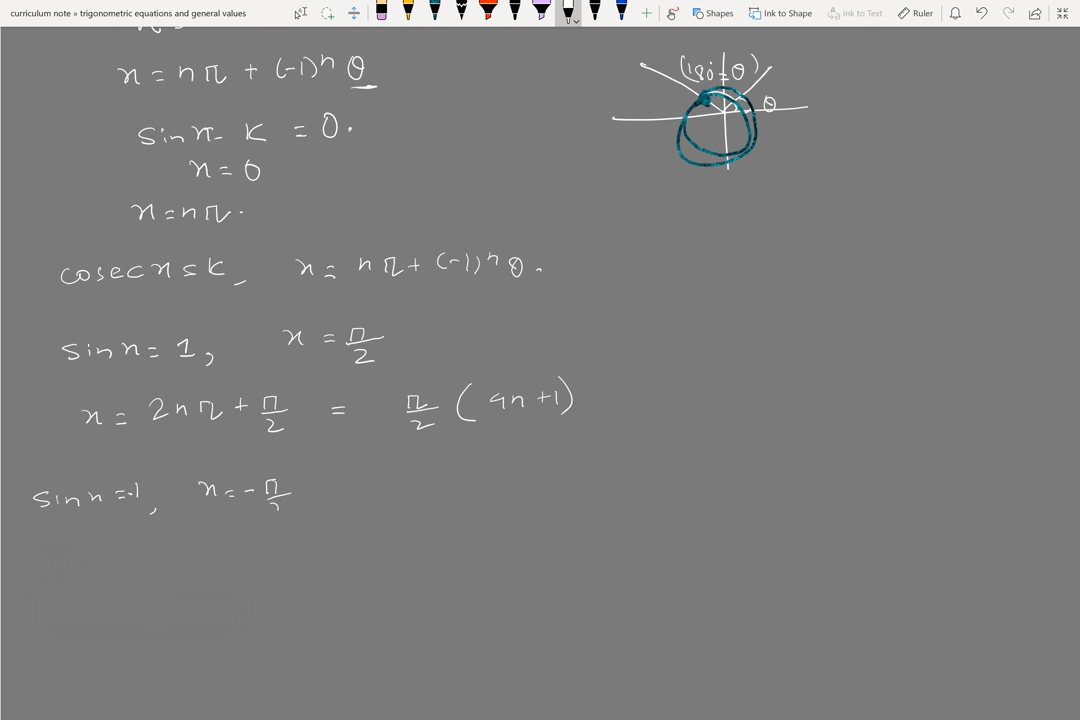 curriculum note » trigonometric equations and general values
Shapes
Ink to Shape
Ink to Text
Ruler
x = nπ + (-1)^n θ
(180-θ)
θ
sin x - k = 0.
x = 0
x = nπ.
cosec x = k, x = nπ + (-1)^n θ.
sin x = 1, x = π/2
x = 2nπ + π/2 = π/2 (4n+1)
sin x = -1, x = -π/2